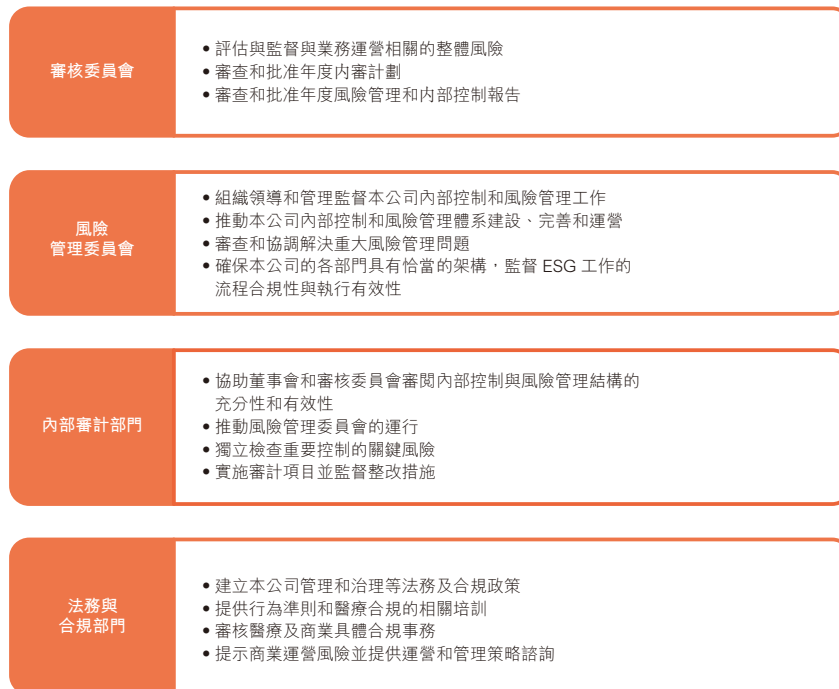 審核委員會
• 評估與監督與業務運營相關的整體風險
• 審查和批准年度內審計劃
• 審查和批准年度風險管理和內部控制報告
風險
管理委員會
• 組織領導和管理監督本公司內部控制和風險管理工作
• 推動本公司內部控制和風險管理體系建設、完善和運營
• 審查和協調解決重大風險管理問題
• 確保本公司的各部門具有恰當的架構，監督 ESG 工作的
流程合規性與執行有效性
內部審計部門
• 協助董事會和審核委員會審閱內部控制與風險管理結構的
充分性和有效性
• 推動風險管理委員會的運行
• 獨立檢查重要控制的關鍵風險
• 實施審計項目並監督整改措施
法務與
合規部門
• 建立本公司管理和治理等法務及合規政策
• 提供行為準則和醫療合規的相關培訓
• 審核醫療及商業具體合規事務
• 提示商業運營風險並提供運營和管理策略諮詢